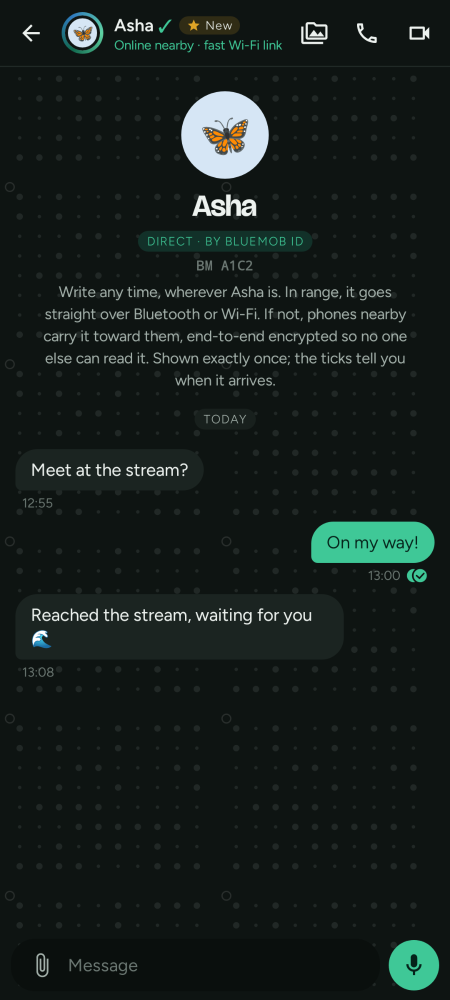 Asha
New
Online nearby · fast Wi-Fi link
Asha
DIRECT · BY BLUEMOB ID
BM A1C2
Write any time, wherever Asha is. In range, it goes
straight over Bluetooth or Wi-Fi. If not, phones nearby
carry it toward them, end-to-end encrypted so no one
else can read it. Shown exactly once; the ticks tell you
when it arrives.
TODAY
Meet at the stream?
12:55
On my way!
13:00
Reached the stream, waiting for you
🌊
13:08
Message